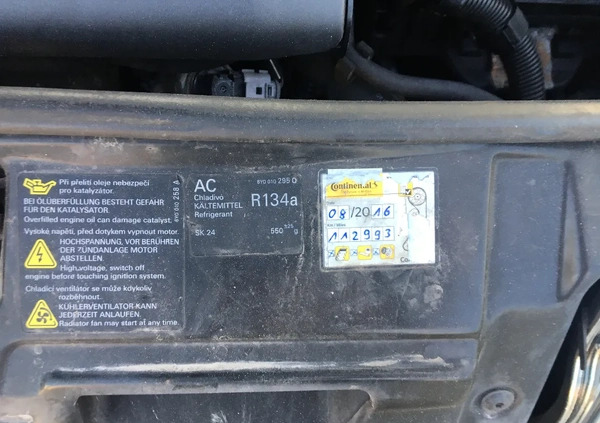 Při přelití oleje nebezpečí
pro katalyzátor.
BEI ÖLÜBERFÜLLUNG BESTEHT GEFAHR
FÜR DEN KATALYSATOR.
Overfilled engine oil can damage catalyst.
Vysoké napětí, před dotykem vypnout motor.
HOCHSPANNUNG, VOR BERÜHREN
DER ZÜNDANLAGE MOTOR
ABSTELLEN.
High voltage, switch off
engine before touching ignition system.
Chladicí ventilátor se může kdykoliv
rozběhnout.
KÜHLERVENTILATOR KANN
JEDERZEIT ANLAUFEN.
Radiator fan may start at any time.
AC
Chladivo
KÄLTEMITTEL
Refrigerant
R134a
SK 24
550 ±25 g
08/2016
112993